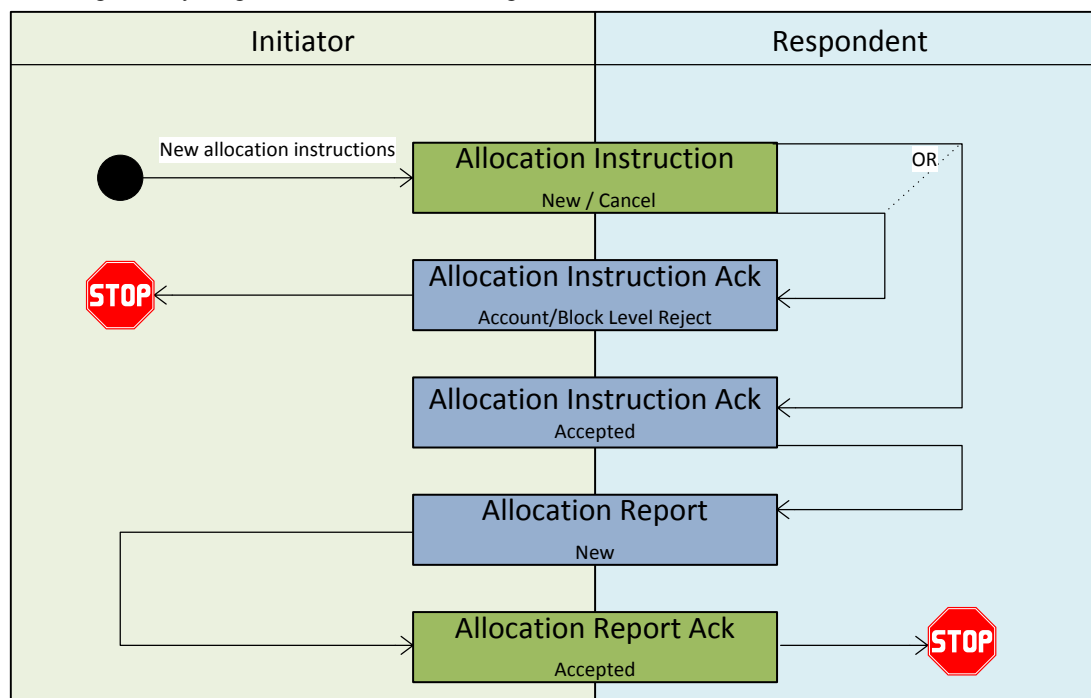 Initiator
Respondent
New allocation instructions
Allocation Instruction
New / Cancel
OR
STOP
Allocation Instruction Ack
Account/Block Level Reject
Allocation Instruction Ack
Accepted
Allocation Report
New
Allocation Report Ack
Accepted
STOP